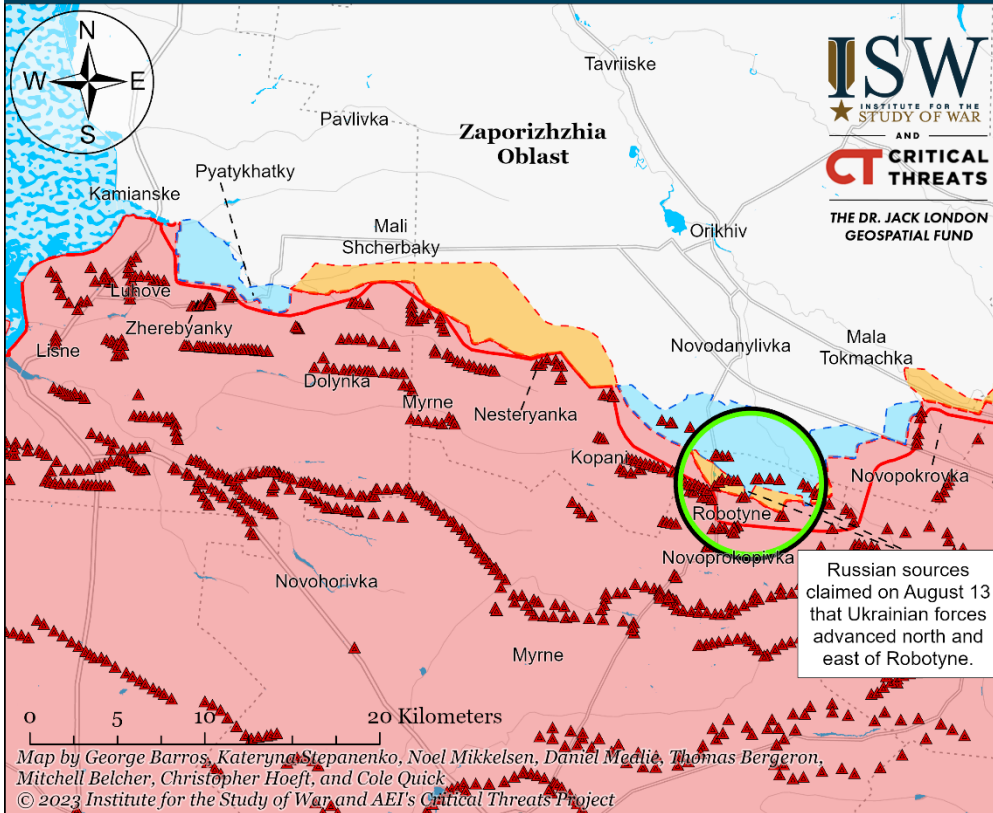 N
W
E
S
Tavriiske
ISW
INSTITUTE FOR THE
STUDY OF WAR
AND
CT CRITICAL
THREATS
THE DR. JACK LONDON
GEOSPATIAL FUND
Pavlivka
Zaporizhzhia
Oblast
Pyatykhatky
Kamianske
Mali
Shcherbaky
Orikhiv
Luhove
Zherebyanky
Lisne
Novodanylivka
Mala
Tokmachka
Dolynka
Myrne
Nesteryanka
Kopani
Novopokrovka
Robotyne
Novoprokopivka
Novohorivka
Myrne
Russian sources
claimed on August 13
that Ukrainian forces
advanced north and
east of Robotyne.
0 5 10 20 Kilometers
Map by George Barros, Kateryna Stepanenko, Noel Mikkelsen, Daniel Mealie, Thomas Bergeron,
Mitchell Belcher, Christopher Hoeft, and Cole Quick
© 2023 Institute for the Study of War and AEI's Critical Threats Project